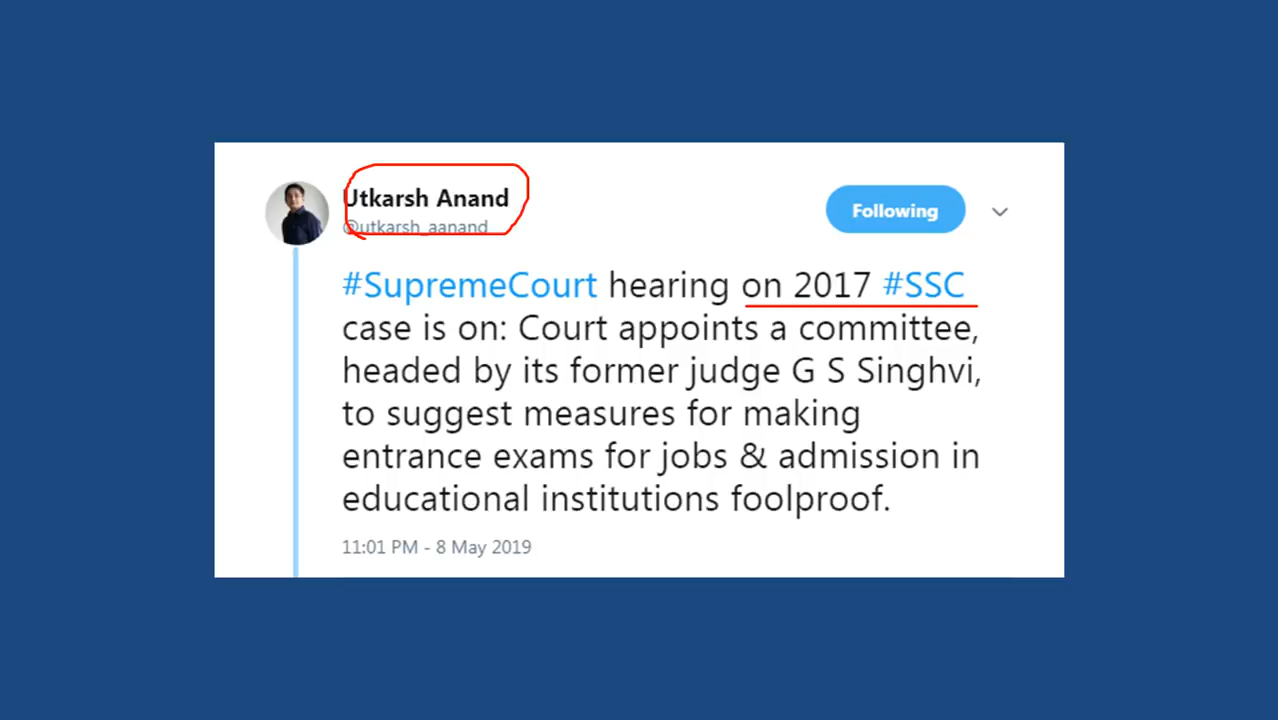 Utkarsh Anand
@utkarsh_aanand
Following
#SupremeCourt hearing on 2017 #SSC
case is on: Court appoints a committee,
headed by its former judge G S Singhvi,
to suggest measures for making
entrance exams for jobs & admission in
educational institutions foolproof.
11:01 PM - 8 May 2019